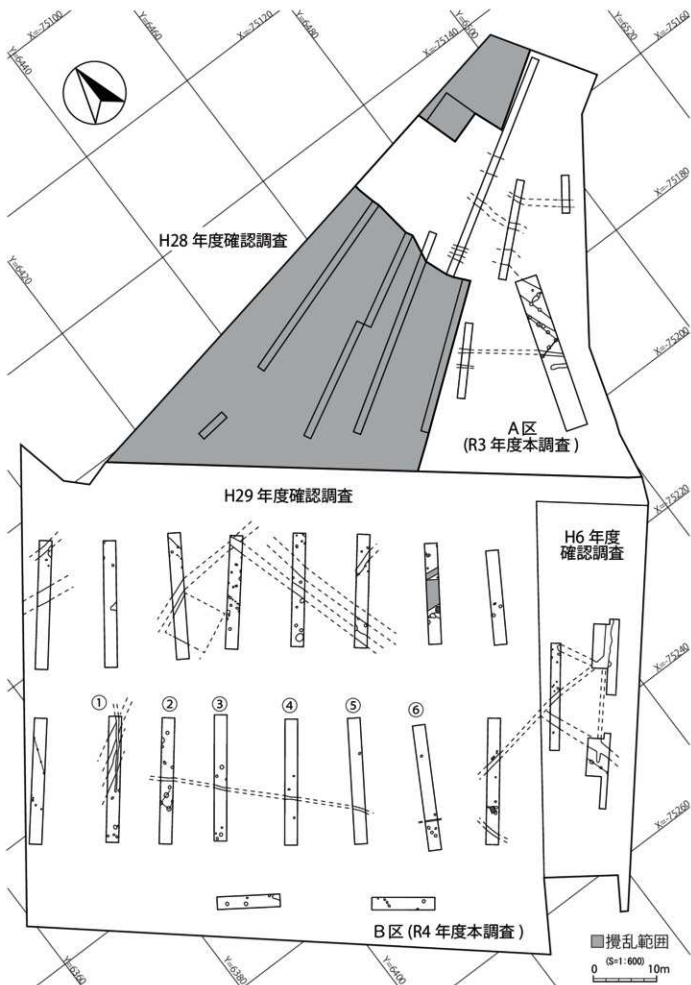 X=-75100
Y=6460
X=-75120
Y=6480
X=-75140
Y=6500
Y=6520
X=-75160
Y=6440
X=-75180
H28 年度確認調査
Y=6420
X=-75200
A区
(R3 年度本調査)
H29 年度確認調査
X=-75220
H6 年度
確認調査
X=-75240
① ② ③ ④ ⑤ ⑥
X=-75260
B区 (R4 年度本調査)
攪乱範囲
(S=1:600)
0 10m
Y=6360
Y=6380
Y=6400